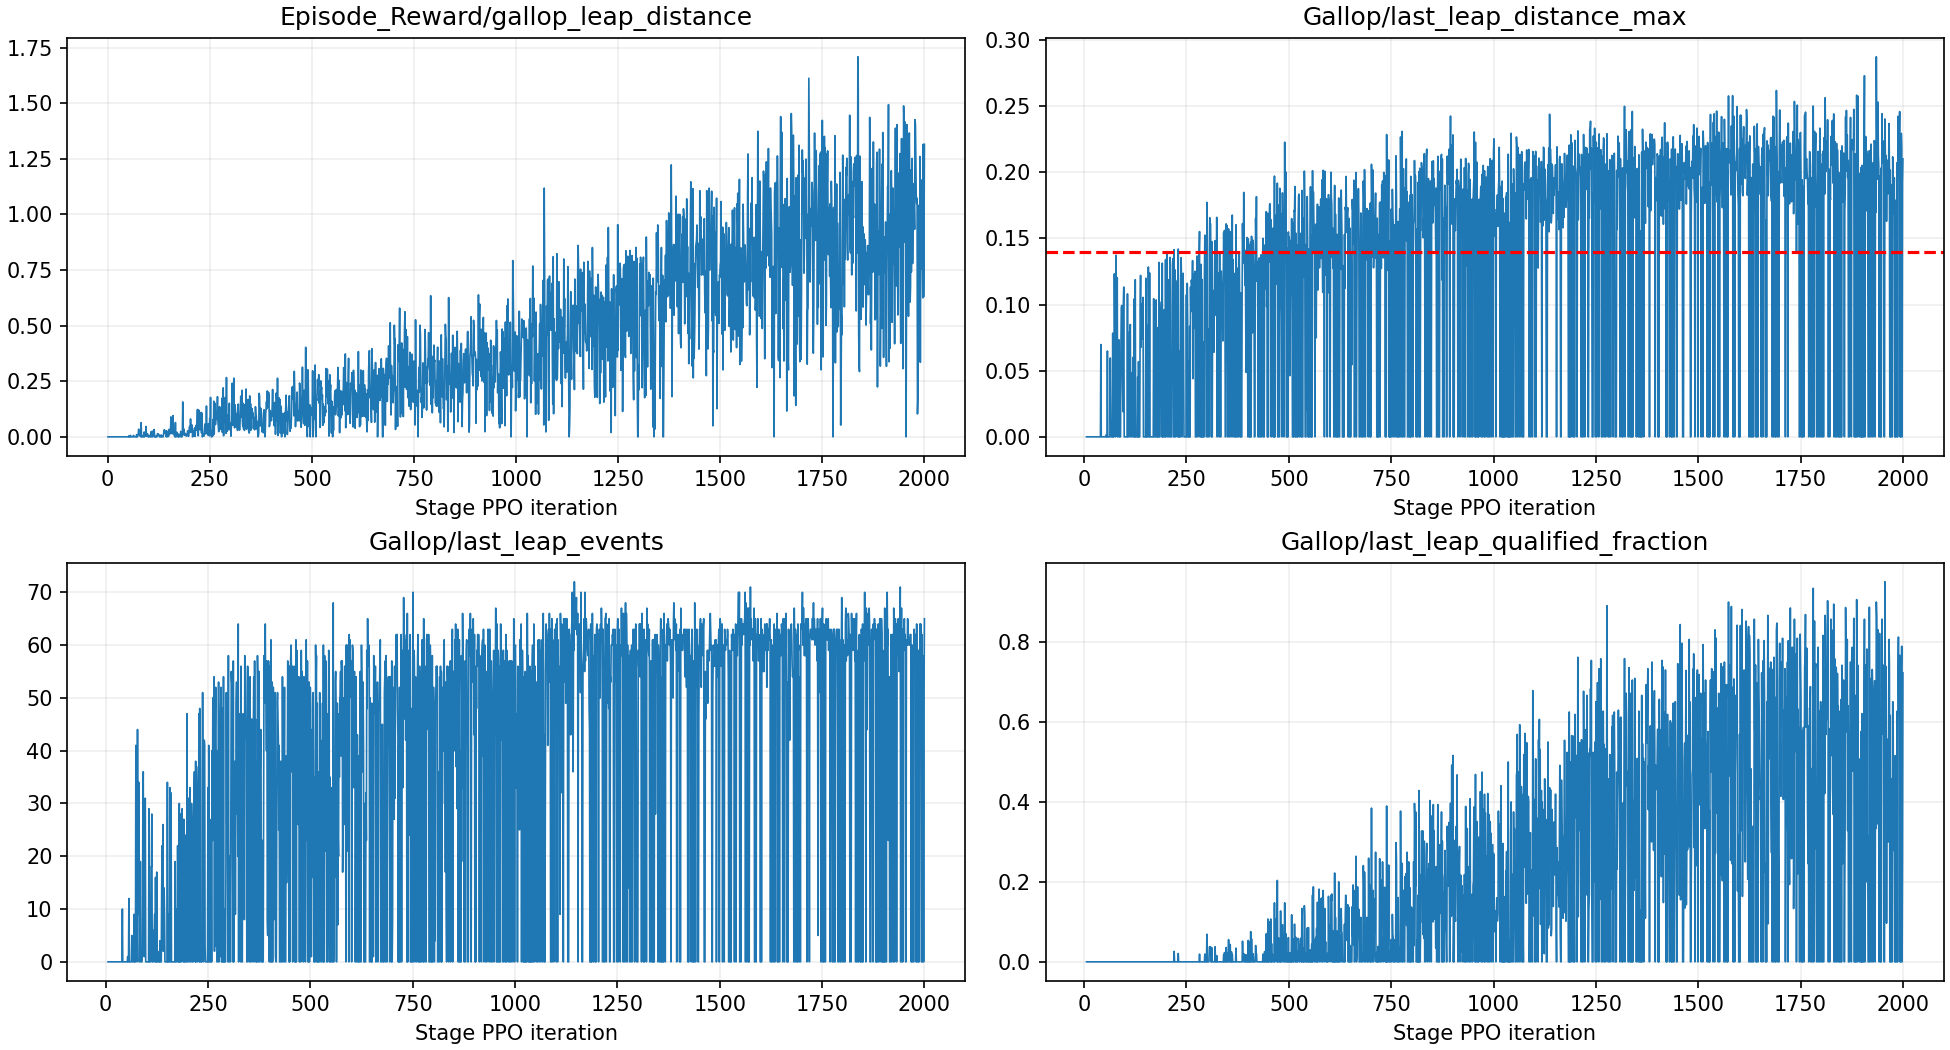 Episode_Reward/gallop_leap_distance
1.75
1.50
1.25
1.00
0.75
0.50
0.25
0.00
0 250 500 750 1000 1250 1500 1750 2000
Stage PPO iteration
Gallop/last_leap_distance_max
0.30
0.25
0.20
0.15
0.10
0.05
0.00
0 250 500 750 1000 1250 1500 1750 2000
Stage PPO iteration
Gallop/last_leap_events
70
60
50
40
30
20
10
0
0 250 500 750 1000 1250 1500 1750 2000
Stage PPO iteration
Gallop/last_leap_qualified_fraction
0.8
0.6
0.4
0.2
0.0
0 250 500 750 1000 1250 1500 1750 2000
Stage PPO iteration